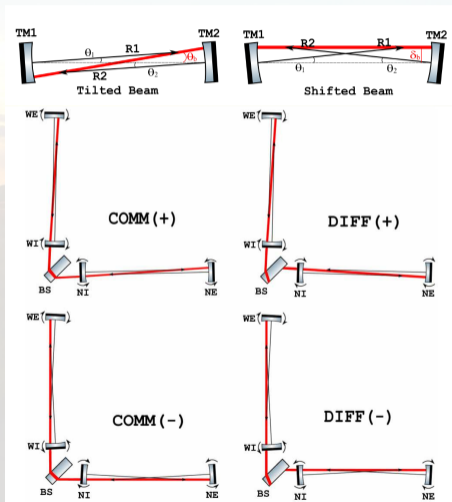 TM1 TM2 TM1 TM2
θ1 R1 θb R2 R1 δb
R2 θ2 θ1 θ2
Tilted Beam Shifted Beam
WE WE
COMM(+) DIFF(+)
WI WI
BS NI NE BS NI NE
WE WE
COMM(-) DIFF(-)
WI WI
BS NI NE BS NI NE